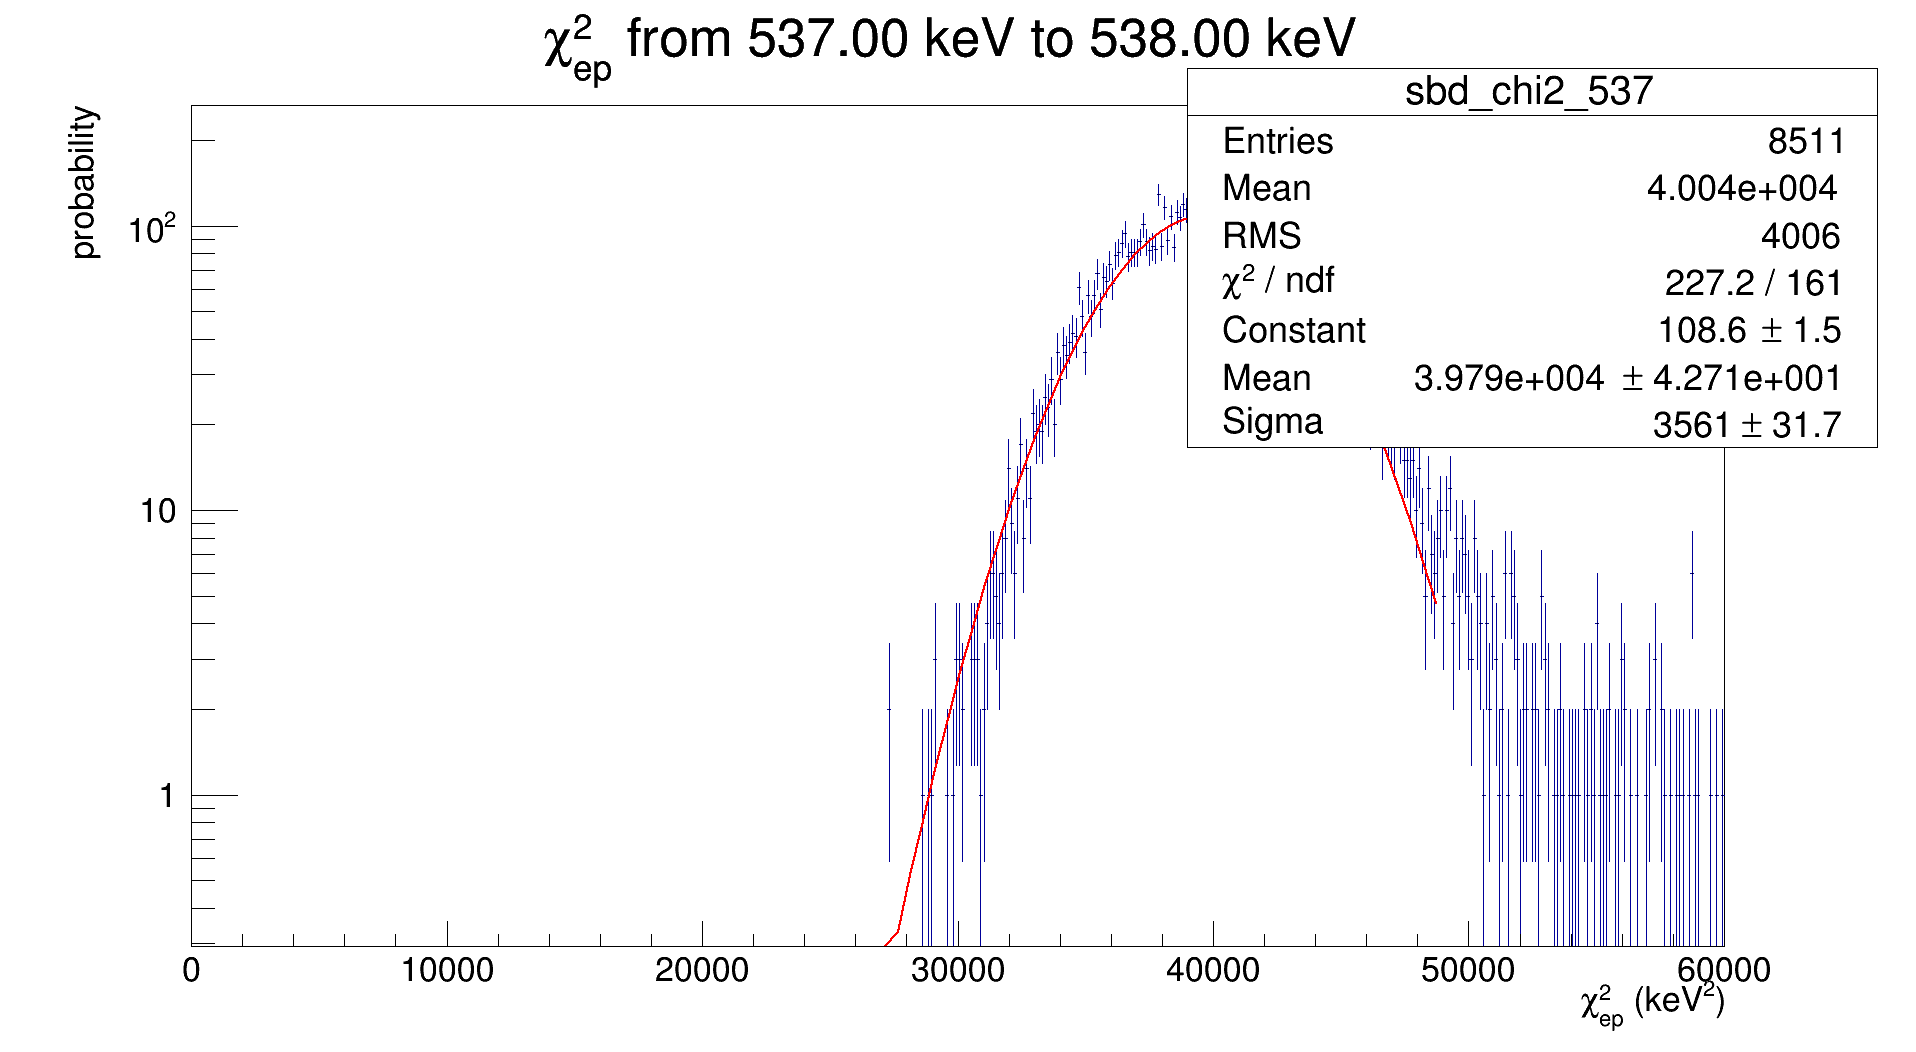 χ²ep from 537.00 keV to 538.00 keV
sbd_chi2_537
Entries 8511
Mean 4.004e+004
RMS 4006
χ² / ndf 227.2 / 161
Constant 108.6 ± 1.5
Mean 3.979e+004 ± 4.271e+001
Sigma 3561 ± 31.7
probability
10²
10
1
0 10000 20000 30000 40000 50000 60000
χ²ep (keV²)